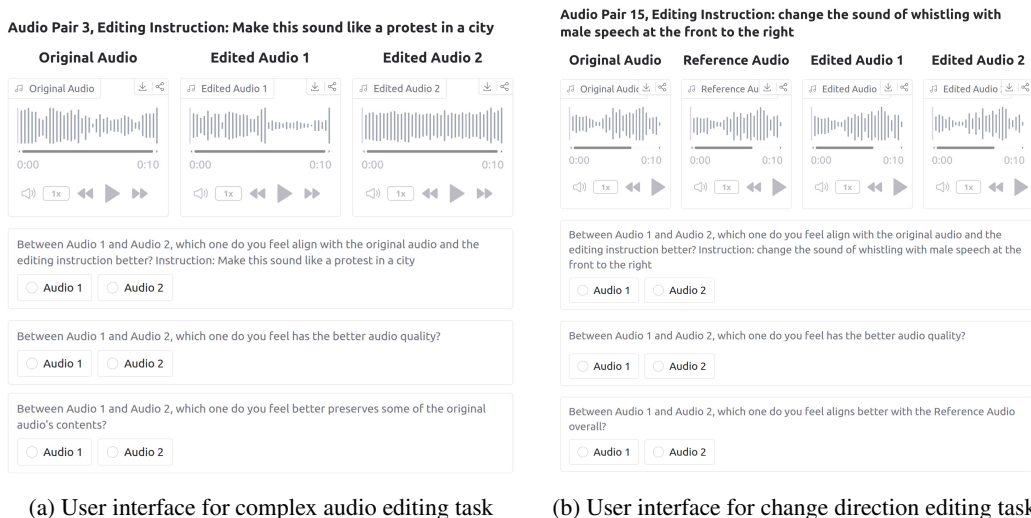 Audio Pair 3, Editing Instruction: Make this sound like a protest in a city
Original Audio
Edited Audio 1
Edited Audio 2
Original Audio
Edited Audio 1
Edited Audio 2
0:00
0:10
0:00
0:10
0:00
0:10
1x
1x
1x
Between Audio 1 and Audio 2, which one do you feel align with the original audio and the
editing instruction better? Instruction: Make this sound like a protest in a city
Audio 1
Audio 2
Between Audio 1 and Audio 2, which one do you feel has the better audio quality?
Audio 1
Audio 2
Between Audio 1 and Audio 2, which one do you feel better preserves some of the original
audio's contents?
Audio 1
Audio 2
(a) User interface for complex audio editing task
Audio Pair 15, Editing Instruction: change the sound of whistling with
male speech at the front to the right
Original Audio
Reference Audio
Edited Audio 1
Edited Audio 2
Original Audio
Reference Au
Edited Audio
Edited Audio
0:00
0:10
0:00
0:10
0:00
0:10
0:00
0:10
1x
1x
1x
1x
Between Audio 1 and Audio 2, which one do you feel align with the original audio and the
editing instruction better? Instruction: change the sound of whistling with male speech at the
front to the right
Audio 1
Audio 2
Between Audio 1 and Audio 2, which one do you feel has the better audio quality?
Audio 1
Audio 2
Between Audio 1 and Audio 2, which one do you feel aligns better with the Reference Audio
overall?
Audio 1
Audio 2
(b) User interface for change direction editing task